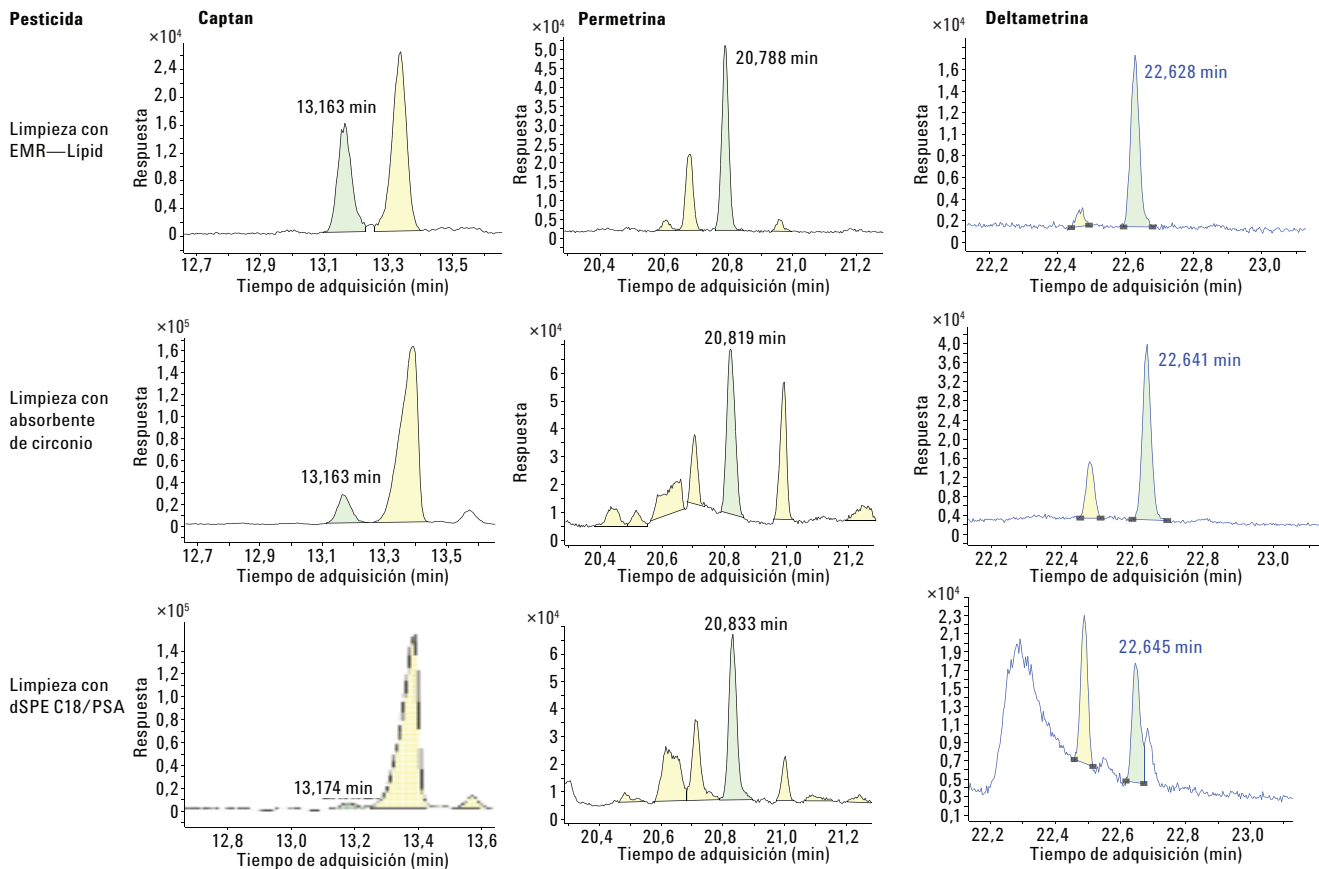 Pesticida
Captan
Permetrina
Deltametrina
Limpieza con
EMR—Lípid
×10⁴
2,4
2,0
1,6
1,2
0,8
0,4
0
Respuesta
13,163 min
12,7 12,9 13,1 13,3 13,5
Tiempo de adquisición (min)
×10⁴
5,0
4,5
4,0
3,5
3,0
2,5
2,0
1,5
1,0
0,5
0
Respuesta
20,788 min
20,4 20,6 20,8 21,0 21,2
Tiempo de adquisición (min)
×10⁴
1,6
1,4
1,2
1,0
0,8
0,6
0,4
0,2
0
Respuesta
22,628 min
22,2 22,4 22,6 22,8 23,0
Tiempo de adquisición (min)
Limpieza con
absorbente
de circonio
×10⁵
1,6
1,4
1,2
1,0
0,8
0,6
0,4
0,2
0
Respuesta
13,163 min
12,7 12,9 13,1 13,3 13,5
Tiempo de adquisición (min)
×10⁴
6
5
4
3
2
1
0
Respuesta
20,819 min
20,4 20,6 20,8 21,0 21,2
Tiempo de adquisición (min)
×10⁴
4,0
3,6
3,2
2,8
2,4
2,0
1,6
1,2
0,8
0,4
0
Respuesta
22,641 min
22,2 22,4 22,6 22,8 23,0
Tiempo de adquisición (min)
Limpieza con
dSPE C18/PSA
×10⁵
1,4
1,2
1,0
0,8
0,6
0,4
0,2
0
Respuesta
13,174 min
12,8 13,0 13,2 13,4 13,6
Tiempo de adquisición (min)
×10⁴
6
5
4
3
2
1
0
Respuesta
20,833 min
20,4 20,6 20,8 21,0 21,2
Tiempo de adquisición (min)
×10⁴
2,3
2,1
1,9
1,7
1,5
1,3
1,1
0,9
0,7
0,5
0,3
0,1
Respuesta
22,645 min
22,2 22,4 22,6 22,8 23,0
Tiempo de adquisición (min)